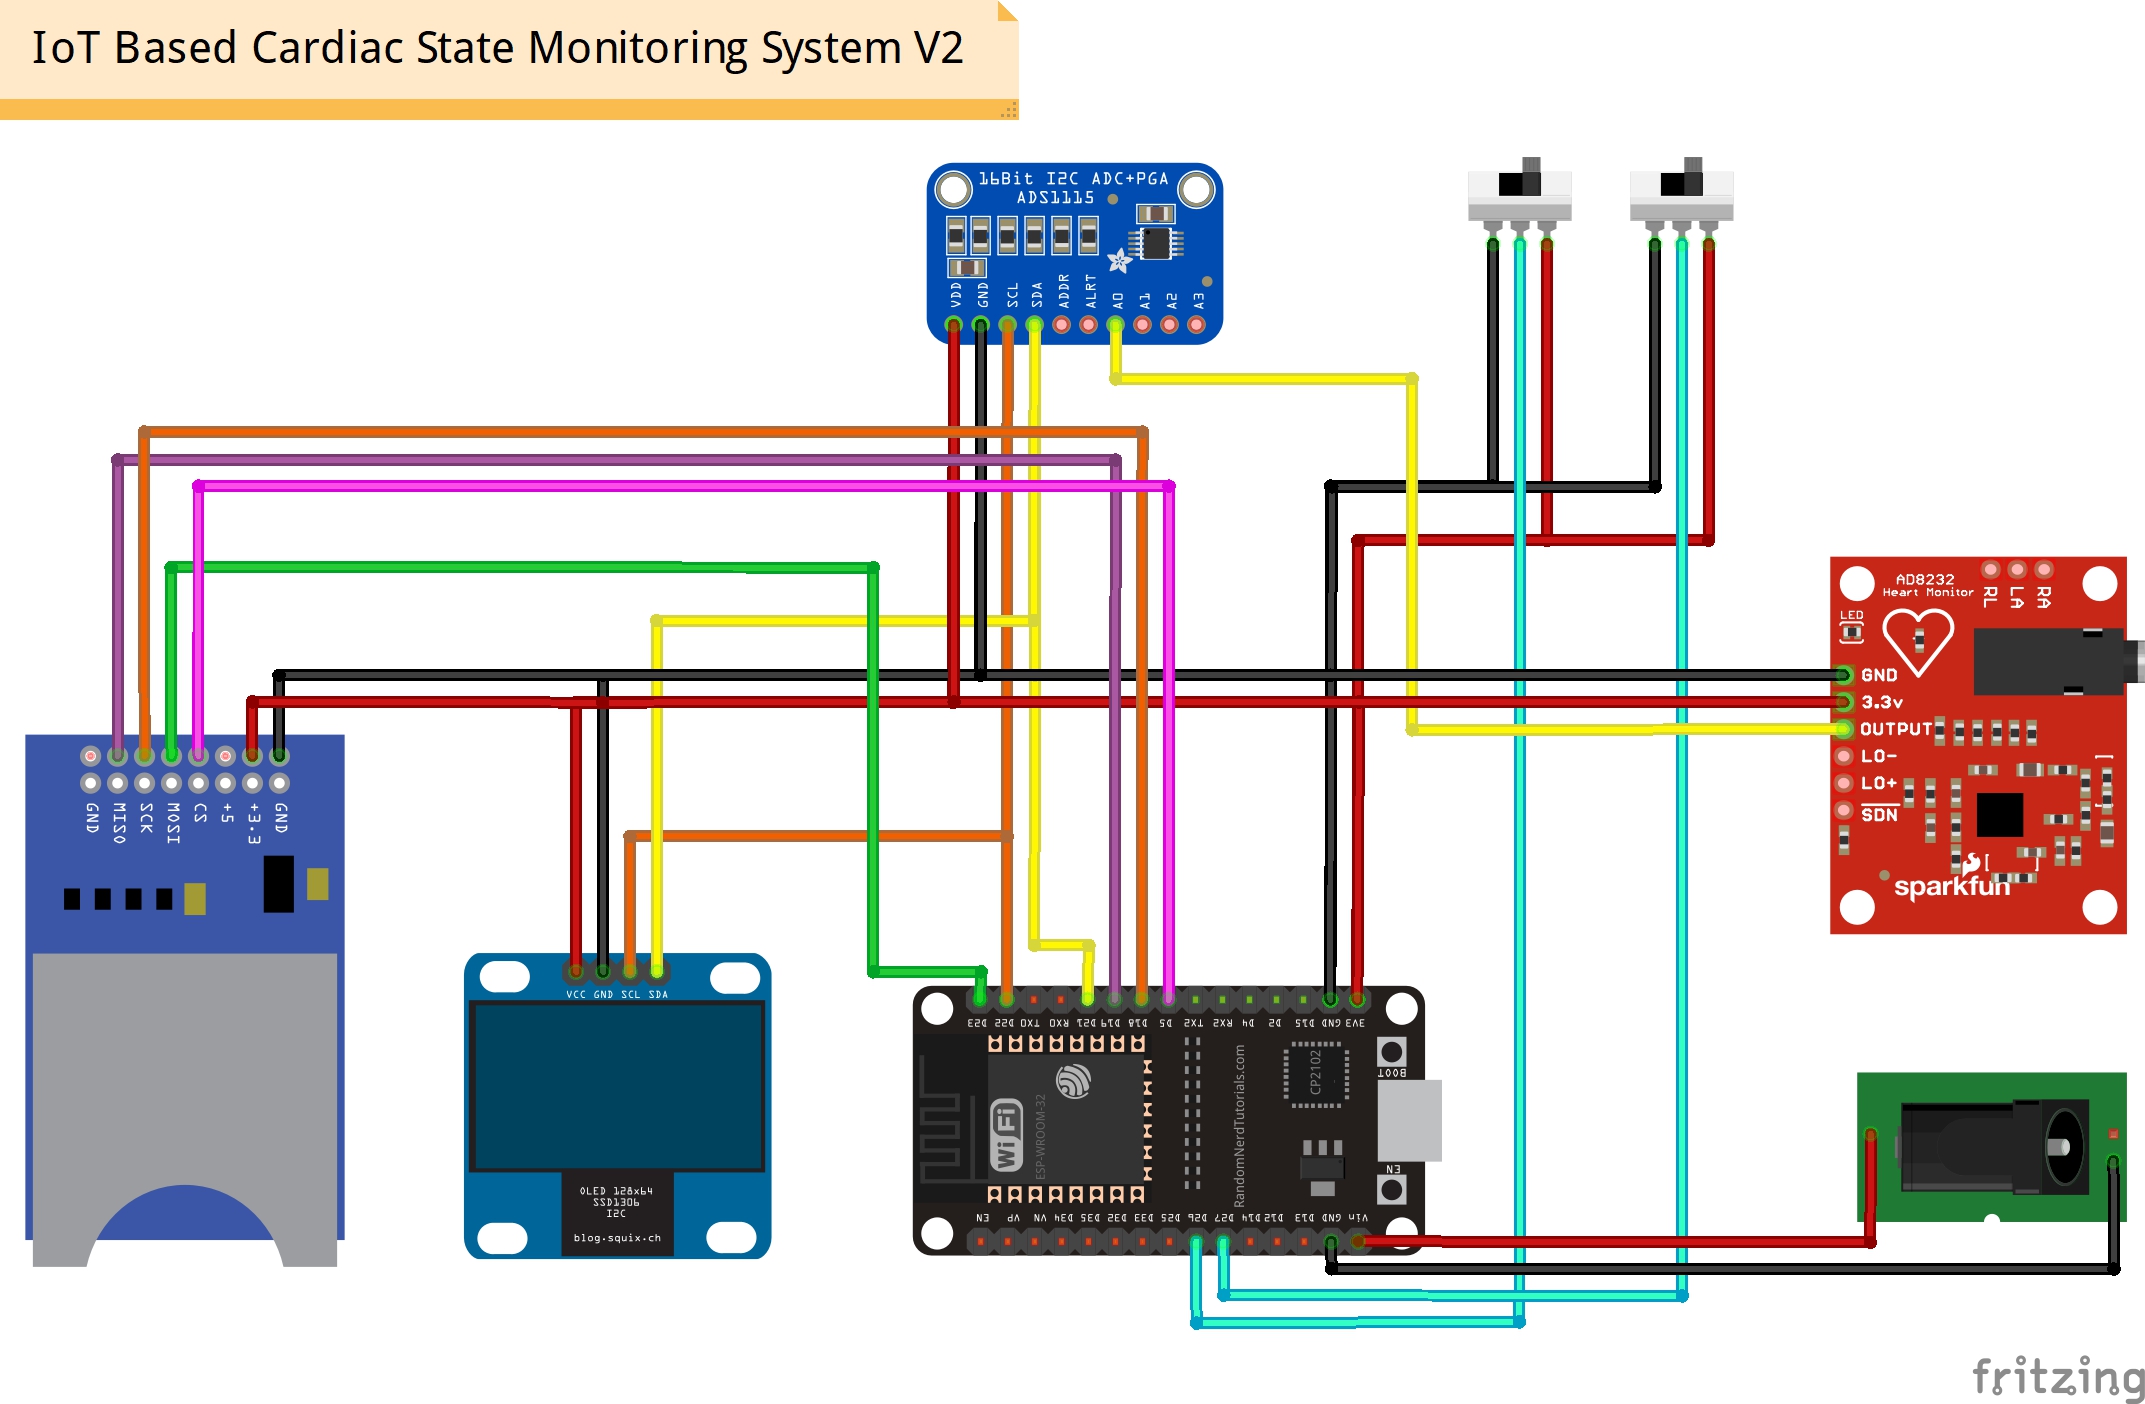 IoT Based Cardiac State Monitoring System V2
16Bit I2C ADC+PGA
ADS1115
VDD GND SCL SDA ADDR ALRT A0 A1 A2 A3
AD8232
Heart Monitor
RL LA RA
LED
GND
3.3v
OUTPUT
LO-
LO+
SDN
sparkfun
GND MISO SCK MOSI CS +5 +3.3 GND
VCC GND SCL SDA
OLED 128x64
SSD1306
I2C
blog.squix.ch
D23 D22 TX0 RX0 D21 D19 D18 D5 TX2 RX2 D4 D2 D15 GND 3V3
BOOT
CP2102
WiFi
ESP-WROOM-32
RandomNerdTutorials.com
EN
EN VP VN D34 D35 D32 D33 D25 D26 D27 D14 D12 D13 GND Vin
fritzing